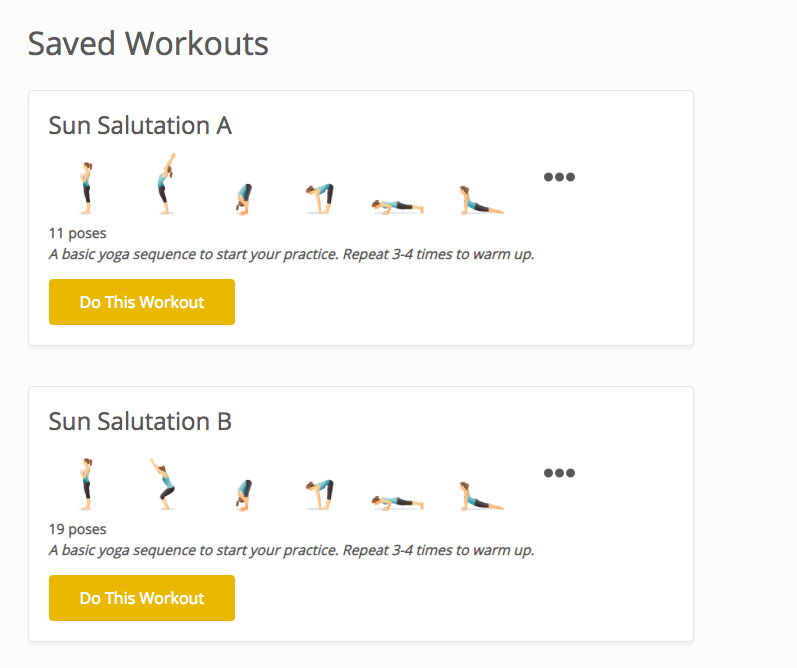 Saved Workouts
Sun Salutation A
11 poses
A basic yoga sequence to start your practice. Repeat 3-4 times to warm up.
Do This Workout
Sun Salutation B
19 poses
A basic yoga sequence to start your practice. Repeat 3-4 times to warm up.
Do This Workout